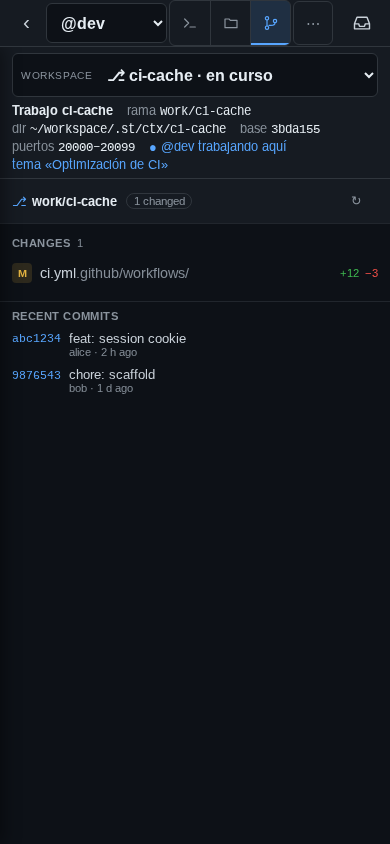 @dev
WORKSPACE ci-cache · en curso
Trabajo ci-cache rama work/ci-cache
dir ~/workspace/.st/ctx/ci-cache base 3bda155
puertos 20000–20099 ● @dev trabajando aquí
tema «Optimización de CI»
work/ci-cache 1 changed
CHANGES 1
M ci.yml .github/workflows/ +12 −3
RECENT COMMITS
abc1234 feat: session cookie
alice · 2 h ago
9876543 chore: scaffold
bob · 1 d ago